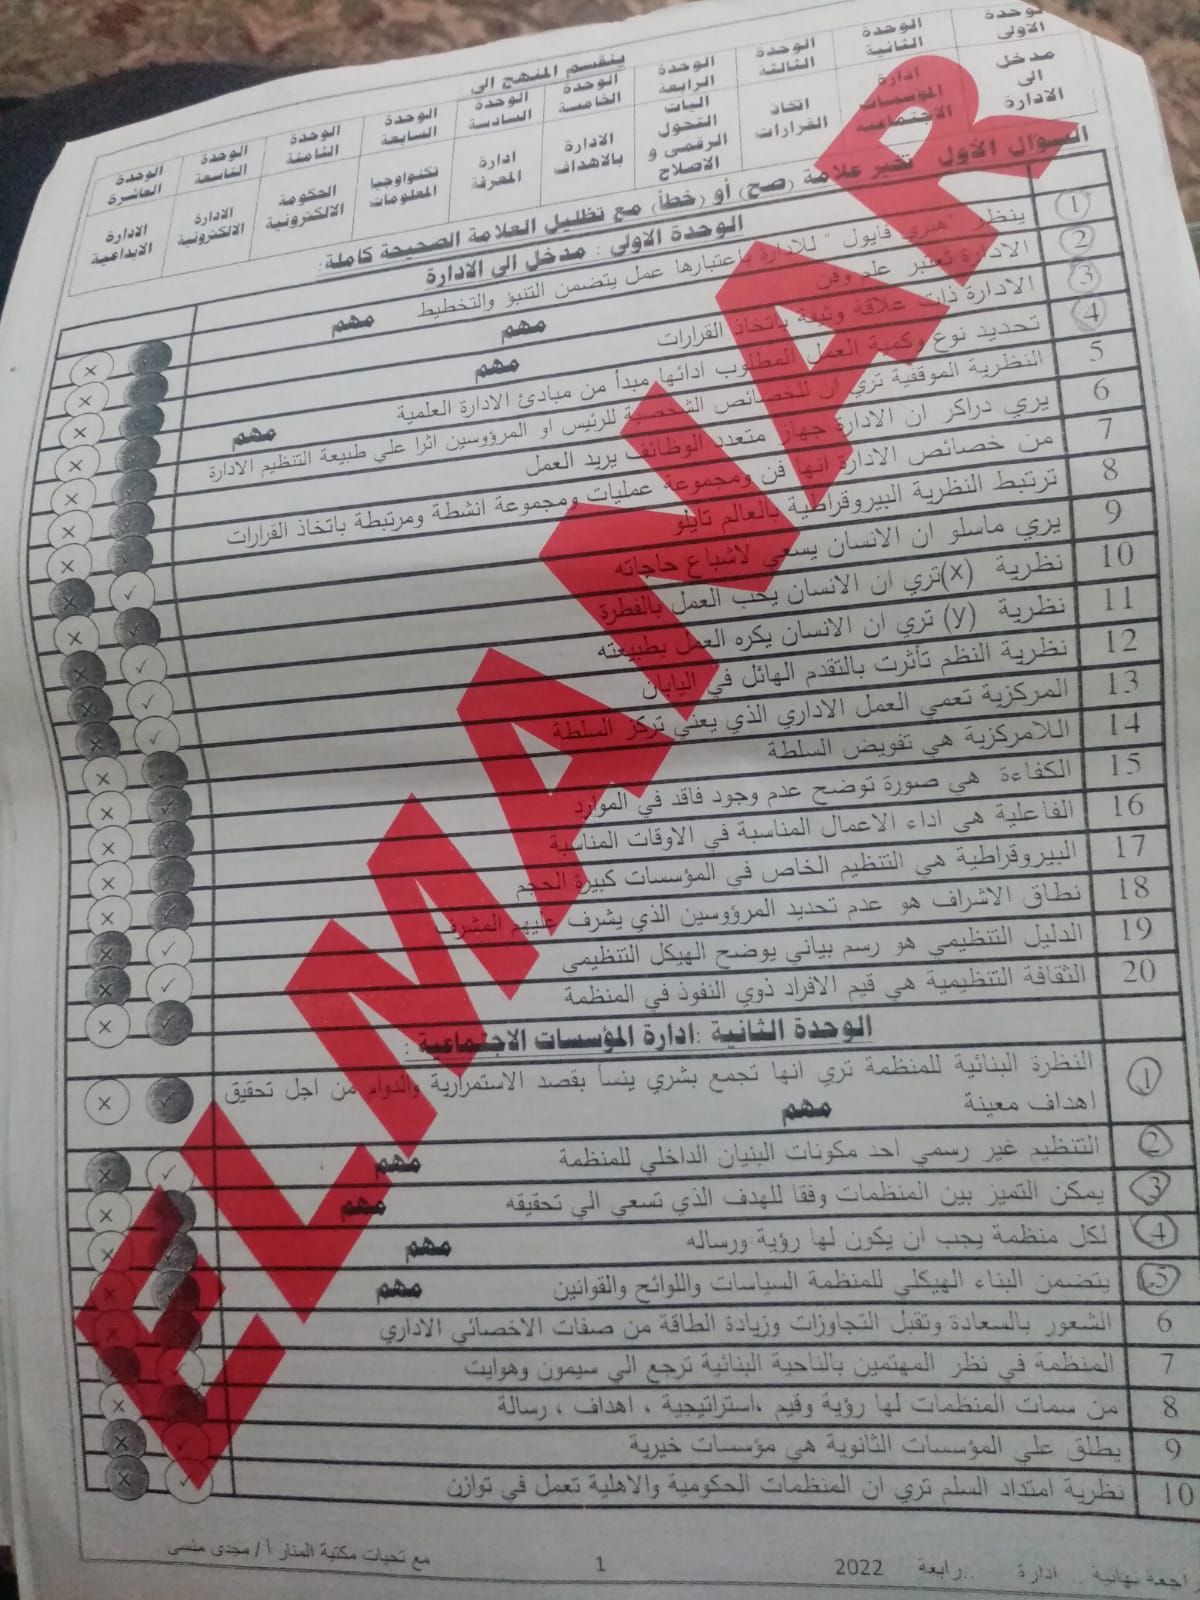 ينقسم المنهج الى :
الوحدة الاولى
الوحدة الثانية
الوحدة الثالثة
الوحدة الرابعة
الوحدة الخامسة
الوحدة السادسة
الوحدة السابعة
الوحدة الثامنة
الوحدة التاسعة
الوحدة العاشرة
مدخل الى الادارة
ادارة المؤسسات الاجتماعية
اتخاذ القرارات
اليات التحول الرقمى و الاصلاح
الادارة بالاهداف
ادارة المعرفة
تكنولوجيا المعلومات
الحكومة الالكترونية
الادارة الالكترونية
الادارة الابداعية
السوال الاول تخير علامة (صح) أو (خطأ) مع تظليل العلامة الصحيحة كاملة:
الوحدة الاولى : مدخل الى الادارة
1 ينظر "هنري فايول" للادارة باعتبارها عمل يتضمن التنبؤ والتخطيط مهم
2 الادارة تعتبر علم وفن مهم
3 الادارة ذات علاقة وثيقة باتخاذ القرارات مهم
4 تحديد نوع وكمية العمل المطلوب ادائها مبدأ من مبادئ الادارة العلمية مهم
5 النظرية الموقفية تري ان للخصائص الشخصية للرئيس او المرؤوسين اثرا علي طبيعة التنظيم الادارة
6 يري دراكر ان الادارة جهاز متعدد الوظائف يريد العمل
7 من خصائص الادارة انها فن ومجموعة عمليات ومجموعة انشطة ومرتبطة باتخاذ القرارات
8 ترتبط النظرية البيروقراطية بالعالم تايلو
9 يري ماسلو ان الانسان يسعي لاشباع حاجاته
10 نظرية (x)تري ان الانسان يحب العمل بالفطرة
11 نظرية (y) تري ان الانسان يكره العمل بطبيعته
12 نظرية النظم تأثرت بالتقدم الهائل في اليابان
13 المركزية تعمي العمل الاداري الذي يعني تركز السلطة
14 اللامركزية هي تفويض السلطة
15 الكفاءة هي صورة توضح عدم وجود فاقد في الموارد
16 الفاعلية هي اداء الاعمال المناسبة في الاوقات المناسبة
17 البيروقراطية هي التنظيم الخاص في المؤسسات كبيرة الحجم
18 نطاق الاشراف هو عدم تحديد المرؤوسين الذي يشرف عليهم المشرف
19 الدليل التنظيمي هو رسم بياني يوضح الهيكل التنظيمى
20 الثقافة التنظيمية هي قيم الافراد ذوي النفوذ في المنظمة
الوحدة الثانية :ادارة المؤسسات الاجتماعية :
1 النظرة البنائية للمنظمة تري انها تجمع بشري ينسأ بقصد الاستمرارية والدوام من اجل تحقيق
اهداف معينة مهم
2 التنظيم غير رسمي احد مكونات البنيان الداخلي للمنظمة مهم
3 يمكن التميز بين المنظمات وفقا للهدف الذي تسعي الي تحقيقه مهم
4 لكل منظمة يجب ان يكون لها رؤية ورساله مهم
5 يتضمن البناء الهيكلي للمنظمة السياسات واللوائح والقوانين مهم
6 الشعور بالسعادة وتقبل التجاوزات وزيادة الطاقة من صفات الاخصائي الاداري
7 المنظمة في نظر المهتمين بالناحية البنائية ترجع الي سيمون وهوايت
8 من سمات المنظمات لها رؤية وقيم ،استراتيجية ، اهداف ، رسالة
9 يطلق علي المؤسسات الثانوية هي مؤسسات خيرية
10 نظرية امتداد السلم تري ان المنظمات الحكومية والاهلية تعمل في توازن
ELMANAR
راجعة نهائية .. ادارة ..رابعة 2022 1 مع تحيات مكتبة المنار أ / مجدى منسى